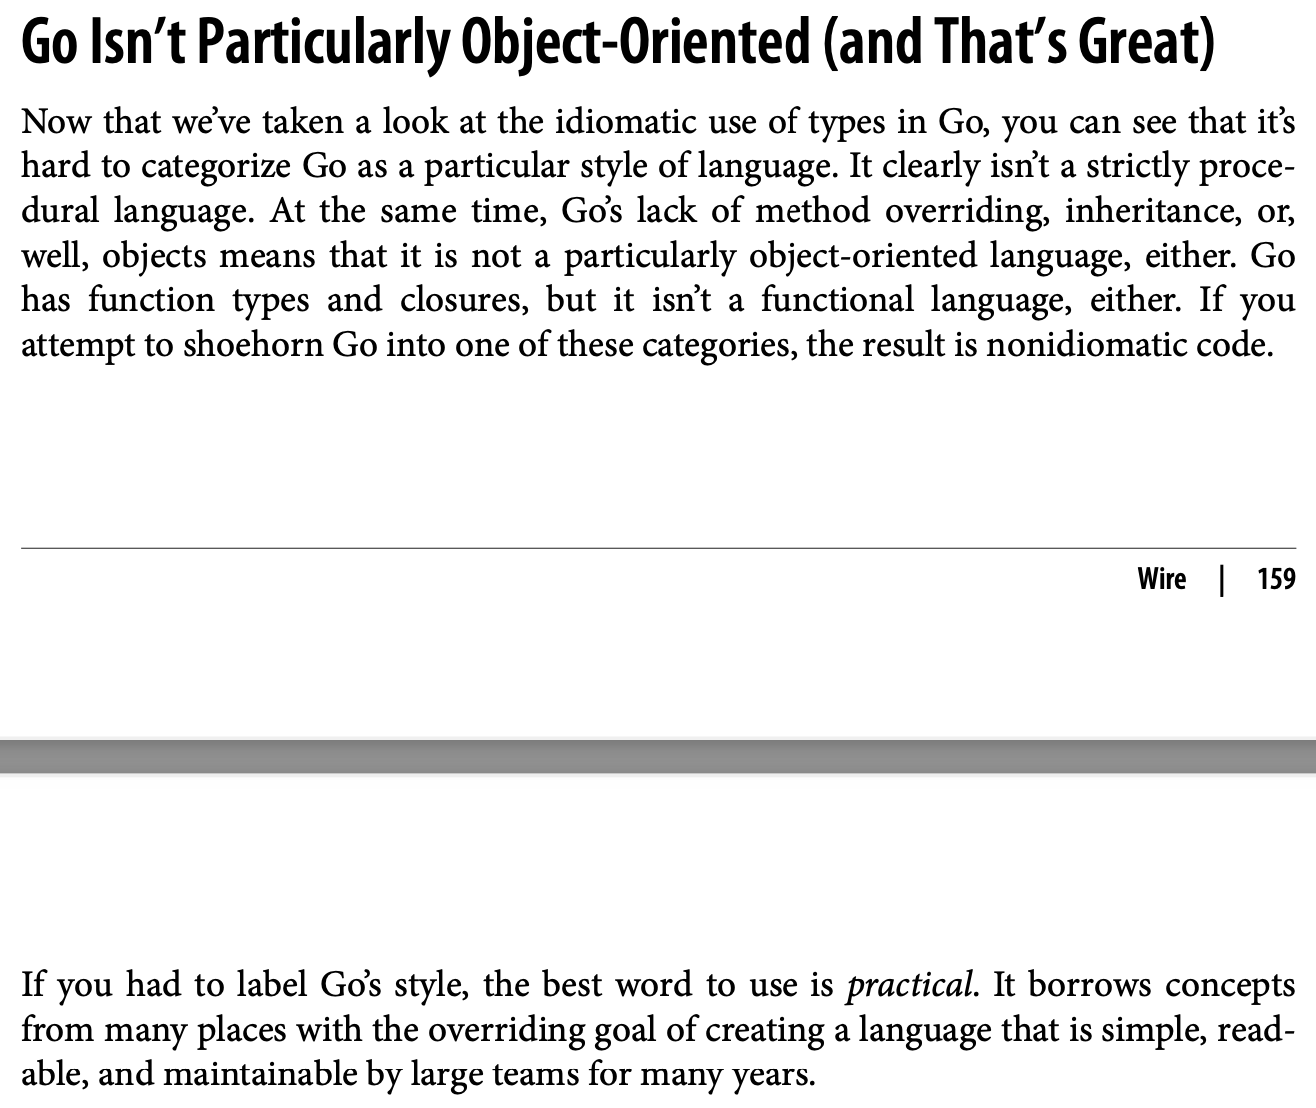 Go Isn’t Particularly Object-Oriented (and That’s Great)
Now that we’ve taken a look at the idiomatic use of types in Go, you can see that it’s
hard to categorize Go as a particular style of language. It clearly isn’t a strictly proce-
dural language. At the same time, Go’s lack of method overriding, inheritance, or,
well, objects means that it is not a particularly object-oriented language, either. Go
has function types and closures, but it isn’t a functional language, either. If you
attempt to shoehorn Go into one of these categories, the result is nonidiomatic code.
Wire | 159
If you had to label Go’s style, the best word to use is practical. It borrows concepts
from many places with the overriding goal of creating a language that is simple, read-
able, and maintainable by large teams for many years.